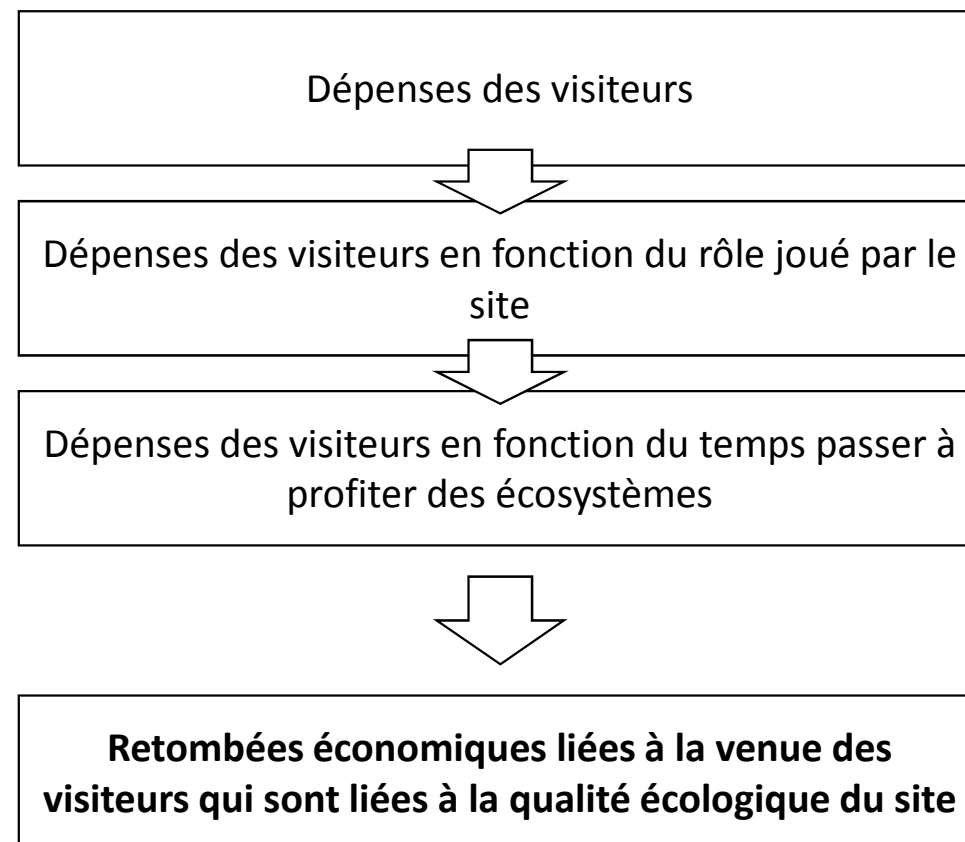 Dépenses des visiteurs
Dépenses des visiteurs en fonction du rôle joué par le
site
Dépenses des visiteurs en fonction du temps passer à
profiter des écosystèmes
Retombées économiques liées à la venue des
visiteurs qui sont liées à la qualité écologique du site